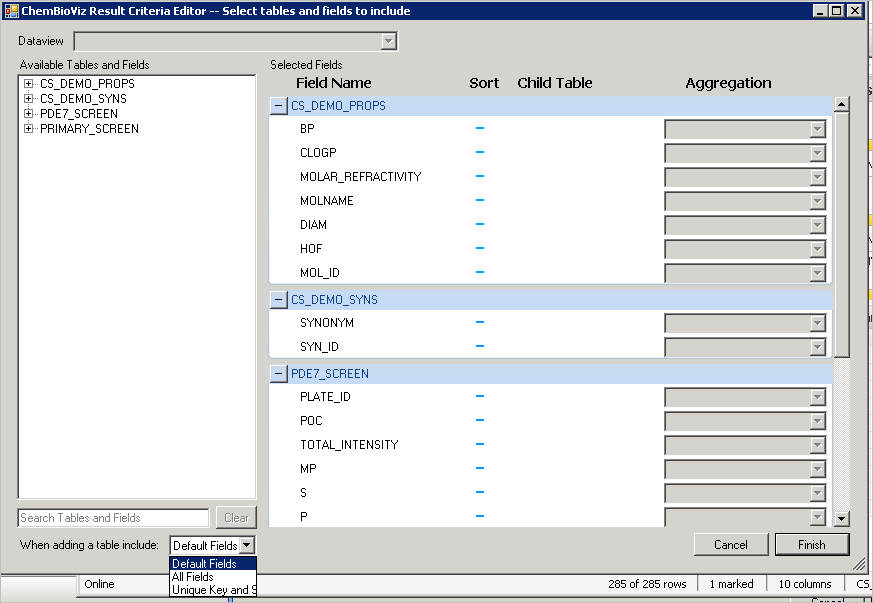 ChemBioViz Result Criteria Editor -- Select tables and fields to include
Dataview
Available Tables and Fields
CS_DEMO_PROPS
CS_DEMO_SYNS
PDE7_SCREEN
PRIMARY_SCREEN
Selected Fields
Field Name Sort Child Table Aggregation
CS_DEMO_PROPS
BP
CLOGP
MOLAR_REFRACTIVITY
MOLNAME
DIAM
HOF
MOL_ID
CS_DEMO_SYNS
SYNONYM
SYN_ID
PDE7_SCREEN
PLATE_ID
POC
TOTAL_INTENSITY
MP
S
P
Search Tables and Fields Clear
When adding a table include: Default Fields
Default Fields
All Fields
Unique Key and S
Cancel Finish
Online 285 of 285 rows 1 marked 10 columns CS_